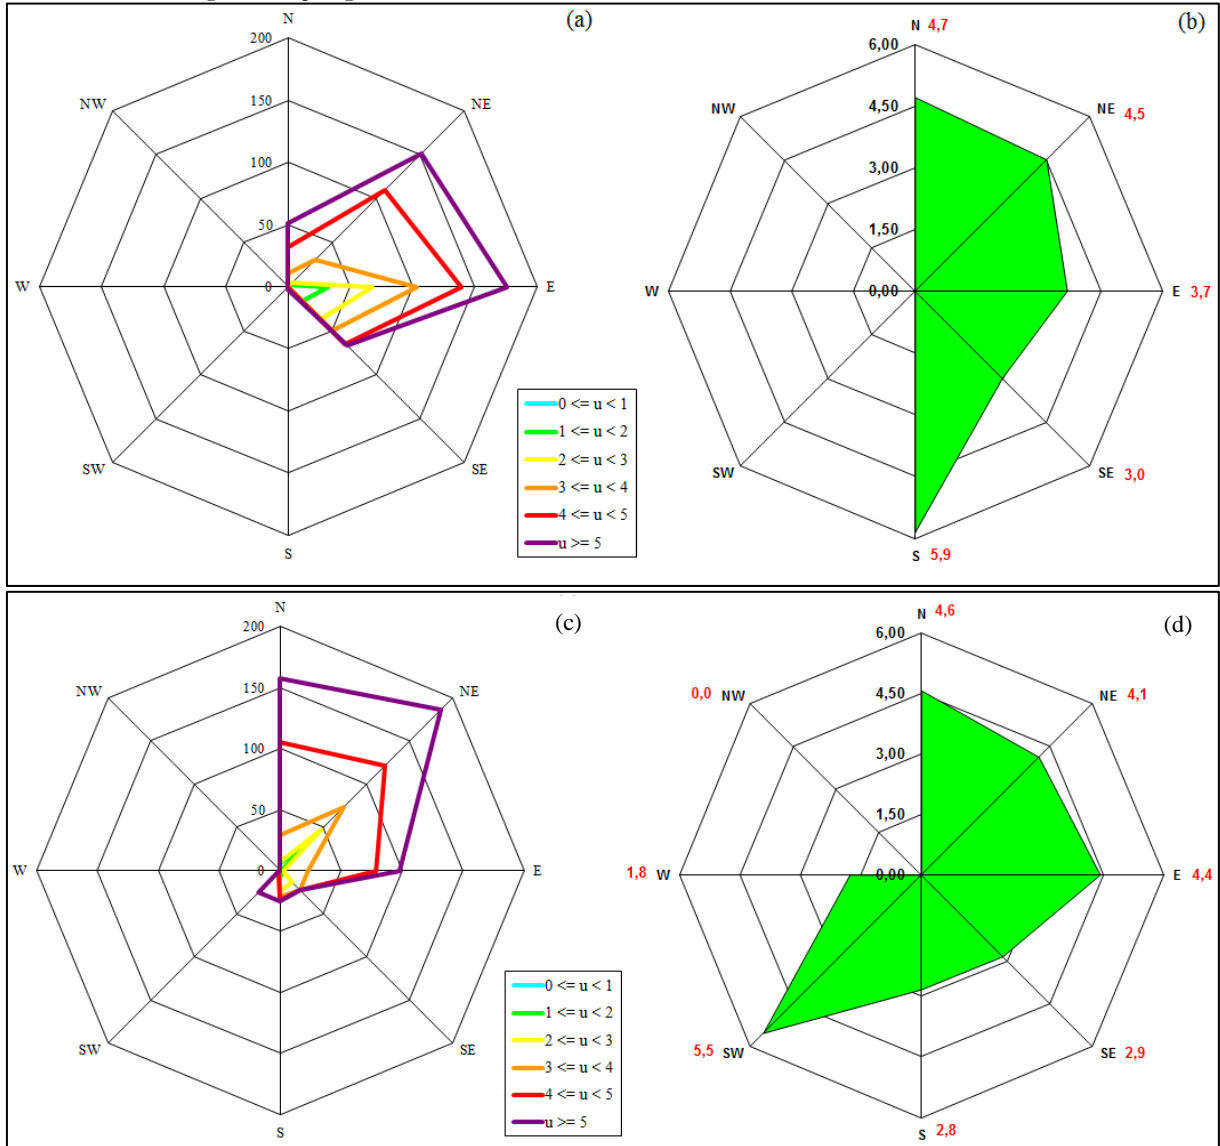 N
(a)
200
NW
NE
150
100
50
W
0
E
SW
SE
S
0 <= u < 1
1 <= u < 2
2 <= u < 3
3 <= u < 4
4 <= u < 5
u >= 5
N 4,7
(b)
6,00
NW
NE 4,5
4,50
3,00
1,50
W
0,00
E 3,7
SW
SE 3,0
S 5,9
N
(c)
200
NW
NE
150
100
50
W
0
E
SW
SE
S
0 <= u < 1
1 <= u < 2
2 <= u < 3
3 <= u < 4
4 <= u < 5
u >= 5
N 4,6
(d)
6,00
0,0 NW
NE 4,1
4,50
3,00
1,50
1,8 W
0,00
E 4,4
5,5 SW
SE 2,9
S 2,8